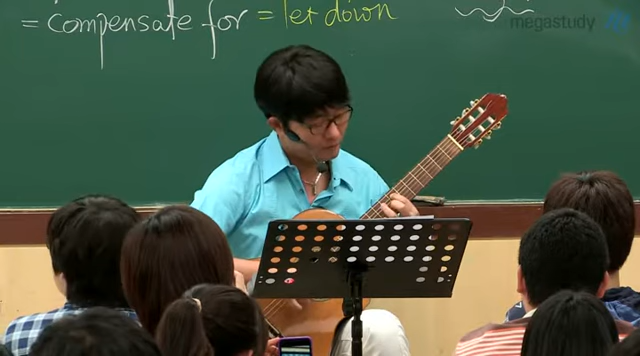 = compensate for = let down
megastudy